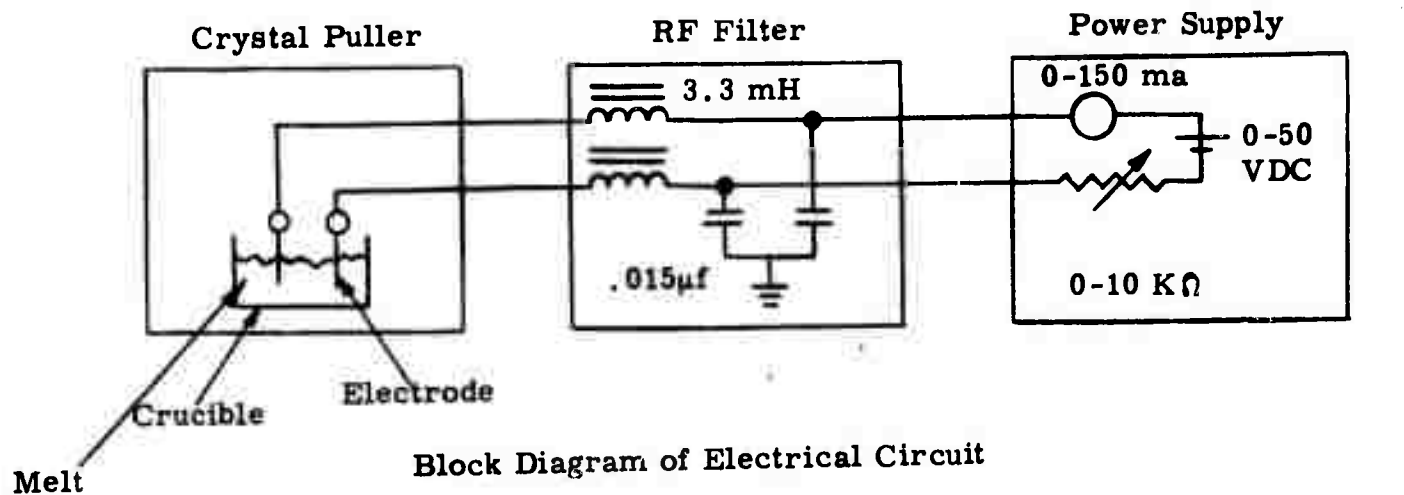 Crystal Puller
RF Filter
Power Supply
3.3 mH
0-150 ma
0-50
VDC
.015µf
0-10 KΩ
Electrode
Crucible
Melt
Block Diagram of Electrical Circuit